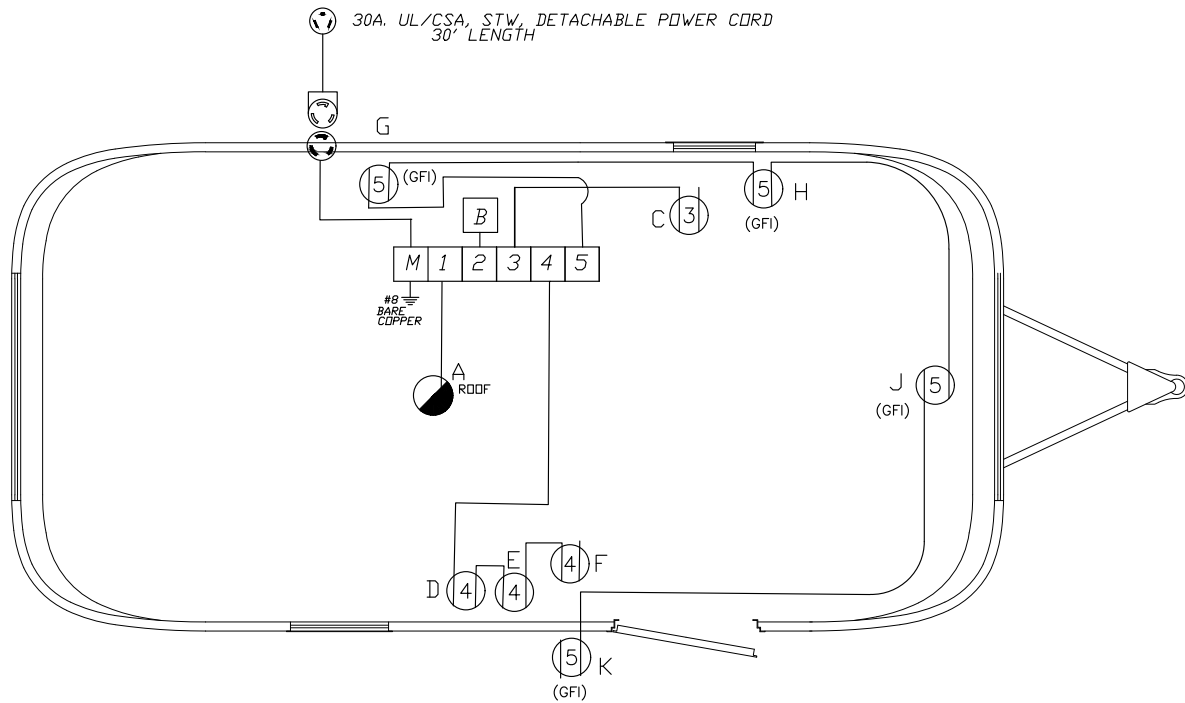 30A. UL/CSA, STW, DETACHABLE POWER CORD
30' LENGTH
G
5 (GFI)
B
C 3
5 H
(GFI)
M 1 2 3 4 5
#8
BARE
COPPER
A
ROOF
J 5
(GFI)
E
D 4 4 4 F
5 K
(GFI)